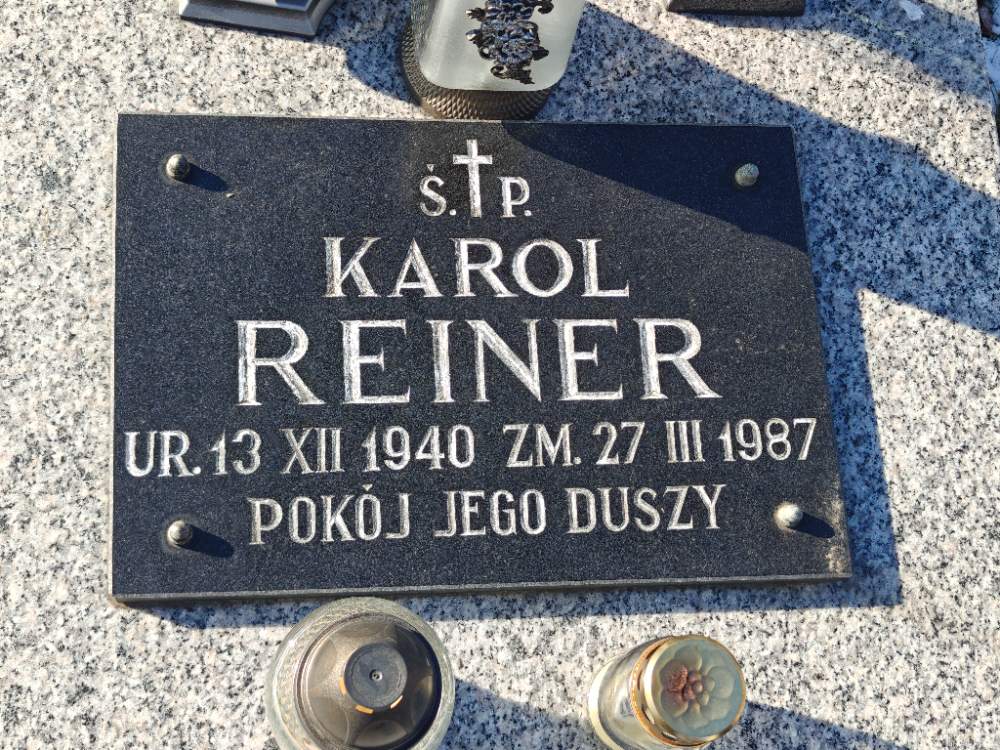 Ś. P.
KAROL
REINER
UR. 13 XII 1940 ZM. 27 III 1987
POKÓJ JEGO DUSZY